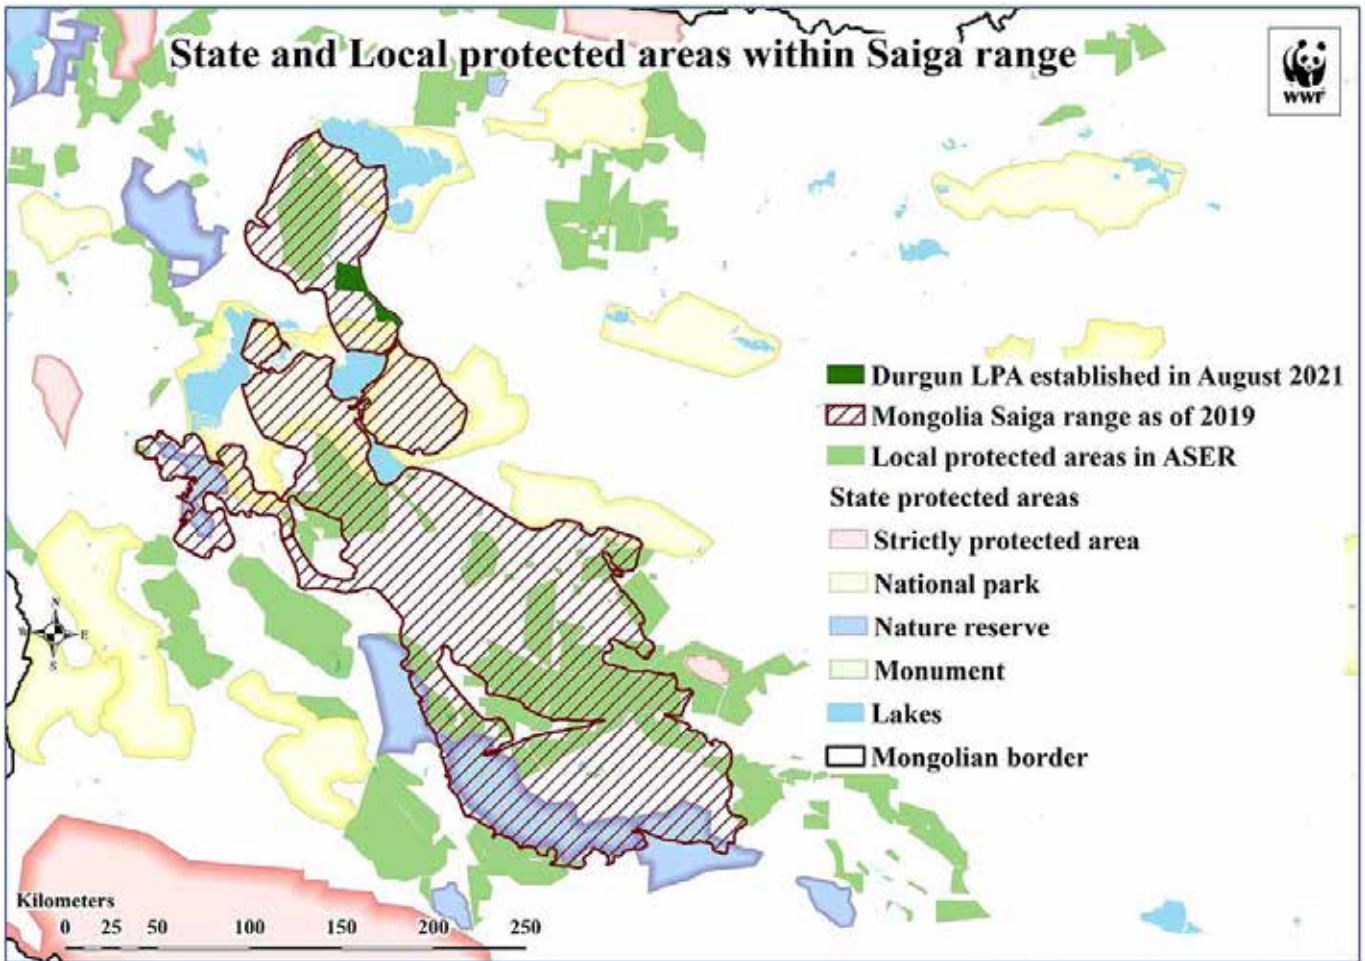 State and Local protected areas within Saiga range
WWF
Durgun LPA established in August 2021
Mongolia Saiga range as of 2019
Local protected areas in ASER
State protected areas
Strictly protected area
National park
Nature reserve
Monument
Lakes
Mongolian border
N
W E
S
Kilometers
0 25 50 100 150 200 250